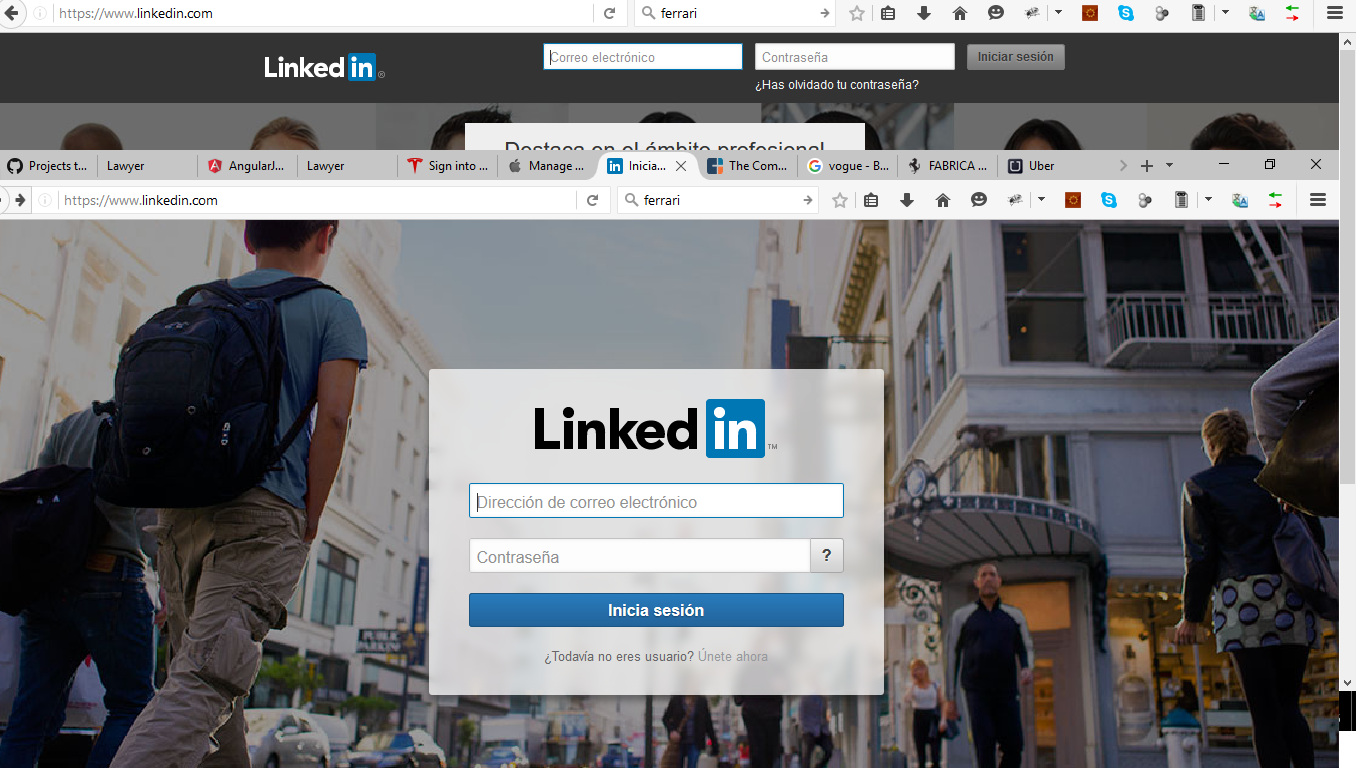 https://www.linkedin.com
ferrari
Linked in ®
Correo electrónico
Contraseña
Iniciar sesión
¿Has olvidado tu contraseña?
Destaca en el ámbito profesional
Projects t...
Lawyer
AngularJ...
Lawyer
Sign into ...
Manage ...
Inicia...
The Com...
vogue - B...
FABRICA ...
Uber
https://www.linkedin.com
ferrari
Linked in ™
Dirección de correo electrónico
Contraseña
?
Inicia sesión
¿Todavía no eres usuario? Únete ahora
PUBLIC
PARKING